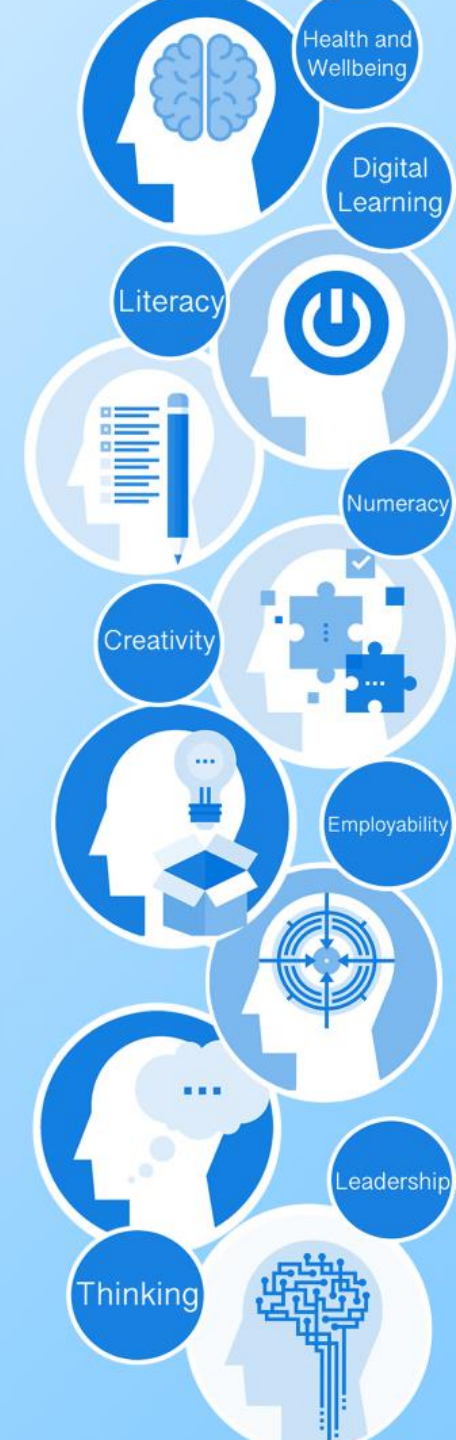 Health and
Wellbeing
Digital
Learning
Literacy
Numeracy
Creativity
Employability
Leadership
Thinking